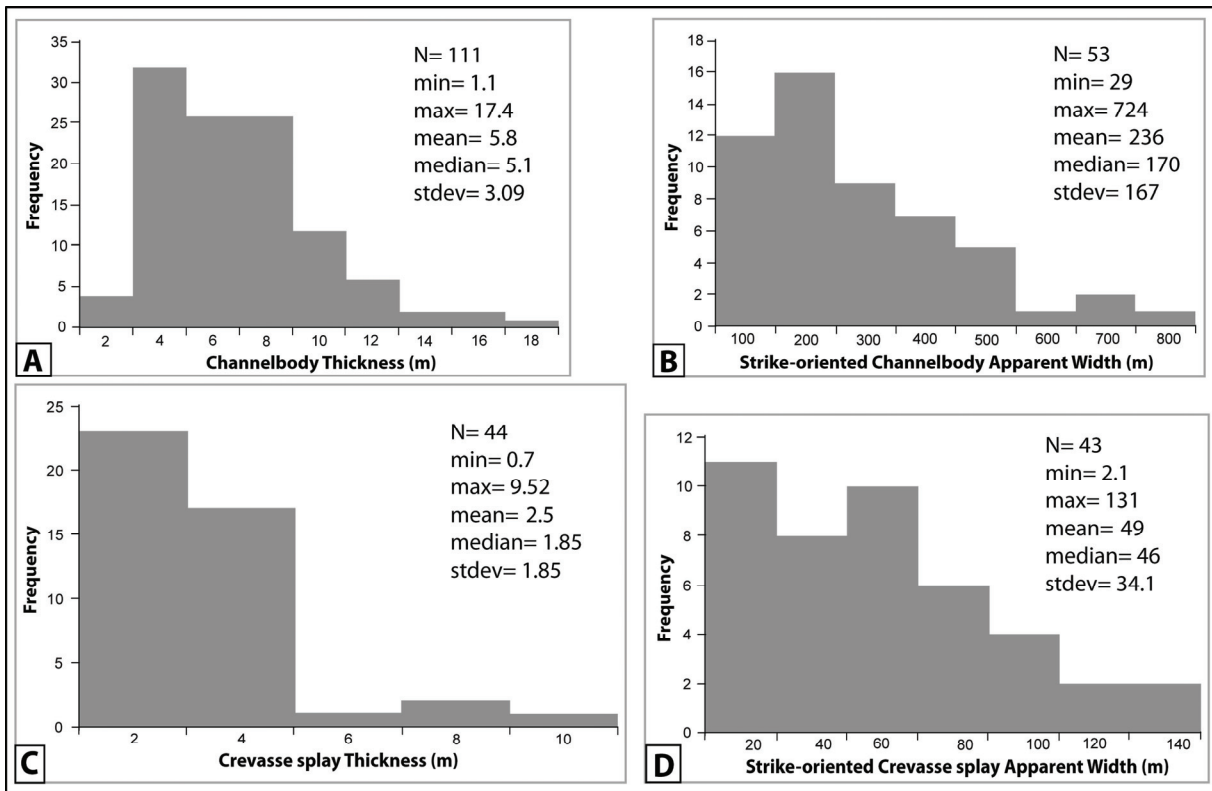 35
30
25
20
15
10
5
0
Frequency
N= 111
min= 1.1
max= 17.4
mean= 5.8
median= 5.1
stdev= 3.09
2 4 6 8 10 12 14 16 18
Channelbody Thickness (m)
A
18
16
14
12
10
8
6
4
2
0
Frequency
N= 53
min= 29
max= 724
mean= 236
median= 170
stdev= 167
100 200 300 400 500 600 700 800
Strike-oriented Channelbody Apparent Width (m)
B
25
20
15
10
5
0
Frequency
N= 44
min= 0.7
max= 9.52
mean= 2.5
median= 1.85
stdev= 1.85
2 4 6 8 10
Crevasse splay Thickness (m)
C
12
10
8
6
4
2
0
Frequency
N= 43
min= 2.1
max= 131
mean= 49
median= 46
stdev= 34.1
20 40 60 80 100 120 140
Strike-oriented Crevasse splay Apparent Width (m)
D